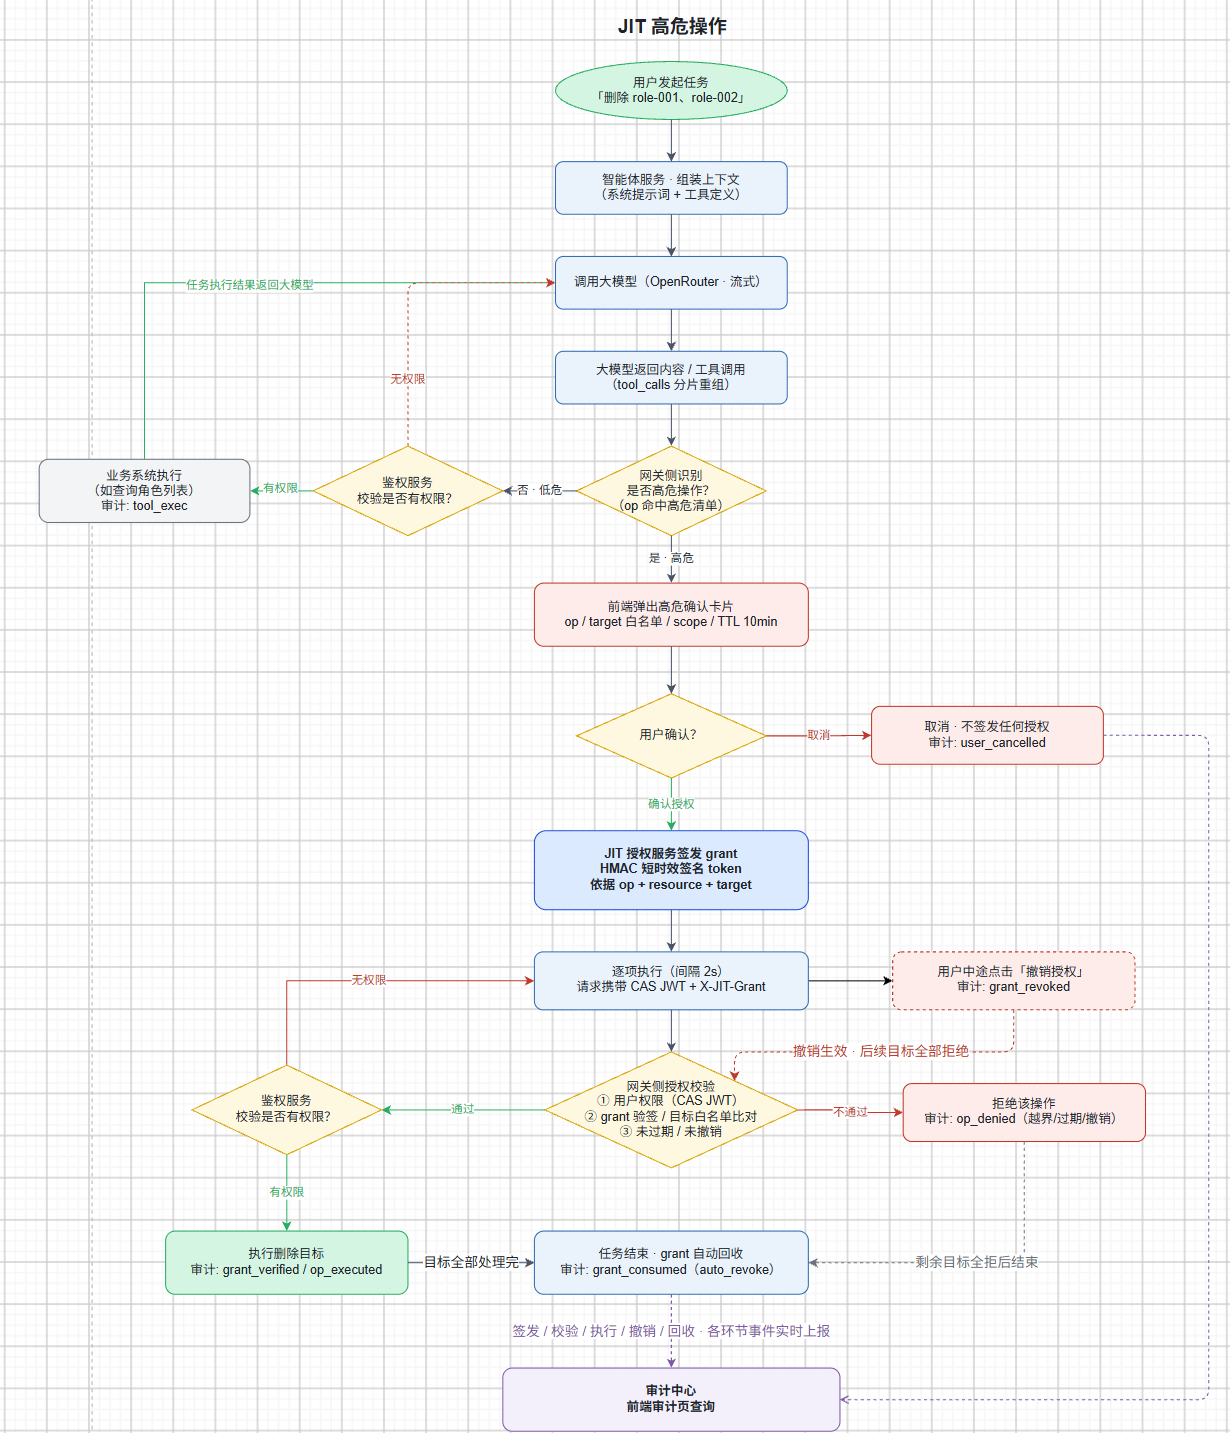 JIT 高危操作
用户发起任务
「删除 role-001、role-002」
智能体服务 · 组装上下文
（系统提示词 + 工具定义）
任务执行结果返回大模型
调用大模型（OpenRouter · 流式）
无权限
大模型返回内容 / 工具调用
（tool_calls 分片重组）
业务系统执行
（如查询角色列表）
审计: tool_exec
有权限
鉴权服务
校验是否有权限？
否 · 低危
网关侧识别
是否高危操作？
（op 命中高危清单）
是 · 高危
前端弹出高危确认卡片
op / target 白名单 / scope / TTL 10min
用户确认？
取消
取消 · 不签发任何授权
审计: user_cancelled
确认授权
JIT 授权服务签发 grant
HMAC 短时效签名 token
依据 op + resource + target
无权限
逐项执行（间隔 2s）
请求携带 CAS JWT + X-JIT-Grant
用户中途点击「撤销授权」
审计: grant_revoked
撤销生效 · 后续目标全部拒绝
鉴权服务
校验是否有权限？
通过
网关侧授权校验
① 用户权限（CAS JWT）
② grant 验签 / 目标白名单比对
③ 未过期 / 未撤销
不通过
拒绝该操作
审计: op_denied（越界/过期/撤销）
有权限
执行删除目标
审计: grant_verified / op_executed
目标全部处理完
任务结束 · grant 自动回收
审计: grant_consumed（auto_revoke）
剩余目标全拒后结束
签发 / 校验 / 执行 / 撤销 / 回收 · 各环节事件实时上报
审计中心
前端审计页查询